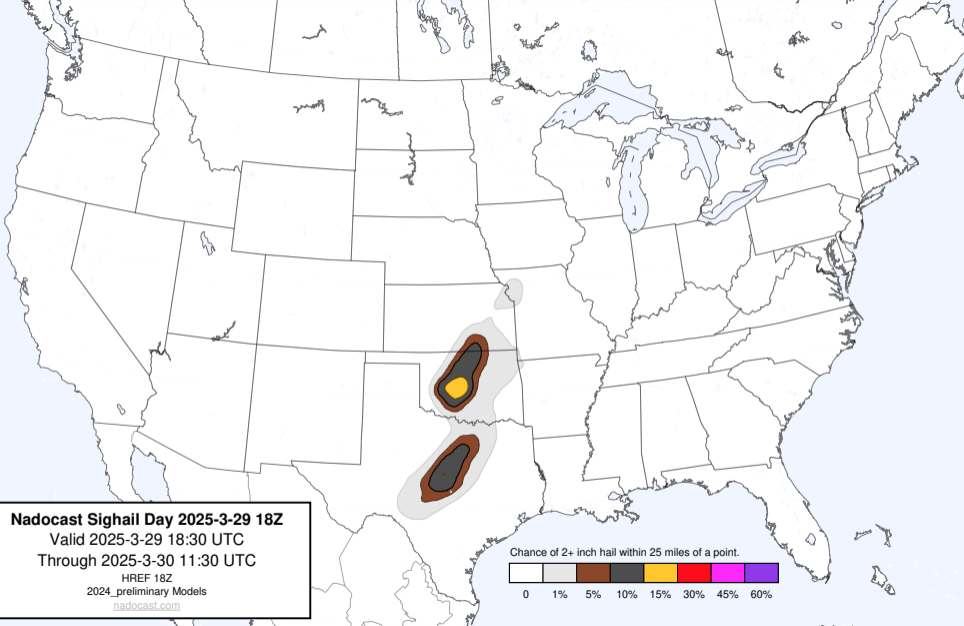 Nadocast Sighail Day 2025-3-29 18Z
Valid 2025-3-29 18:30 UTC
Through 2025-3-30 11:30 UTC
HREF 18Z
2024_preliminary Models
nadocast.com
Chance of 2+ inch hail within 25 miles of a point.
0 1% 5% 10% 15% 30% 45% 60%